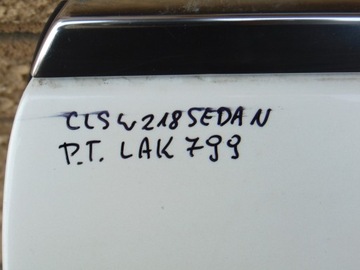 CLS W218 SEDAN
P.T. LAK 799